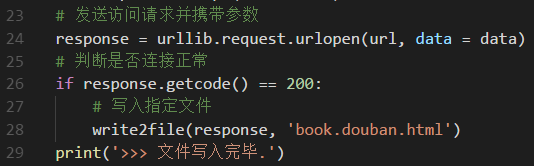 23 # 发送访问请求并携带参数
24 response = urllib.request.urlopen(url, data = data)
25 # 判断是否连接正常
26 if response.getcode() == 200:
27     # 写入指定文件
28     write2file(response, 'book.douban.html')
29 print('>>> 文件写入完毕.')